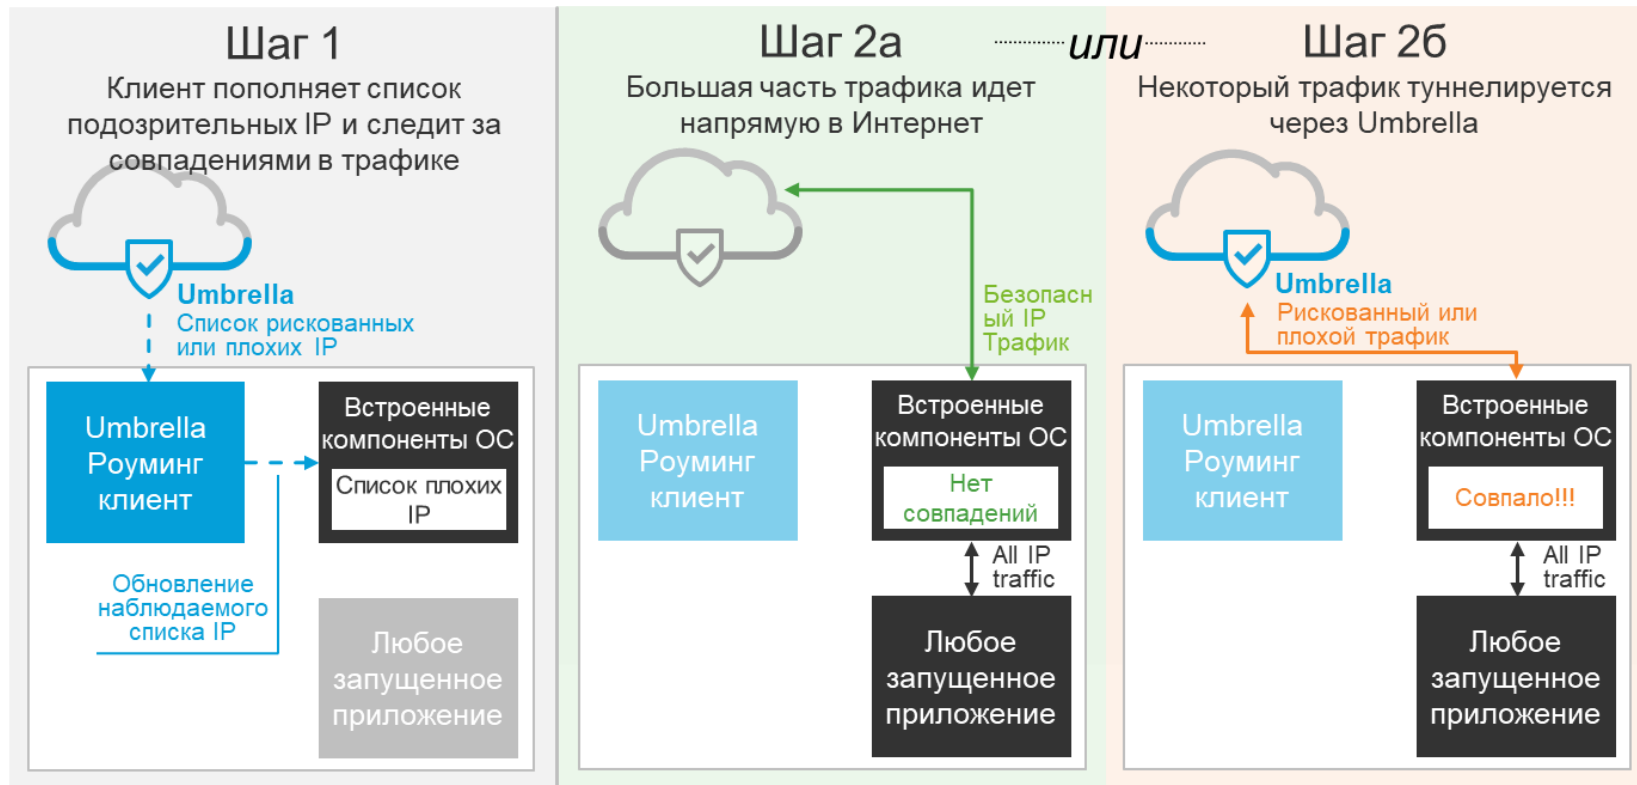 Шаг 1
Клиент пополняет список
подозрительных IP и следит за
совпадениями в трафике
Umbrella
Список рискованных
или плохих IP
Umbrella
Роуминг
клиент
Встроенные
компоненты ОС
Список плохих
IP
Обновление
наблюдаемого
списка IP
Любое
запущенное
приложение
Шаг 2а
Большая часть трафика идет
напрямую в Интернет
Безопасн
ый IP
Трафик
Umbrella
Роуминг
клиент
Встроенные
компоненты ОС
Нет
совпадений
All IP
traffic
Любое
запущенное
приложение
или
Шаг 2б
Некоторый трафик туннелируется
через Umbrella
Umbrella
Рискованный или
плохой трафик
Umbrella
Роуминг
клиент
Встроенные
компоненты ОС
Совпало!!!
All IP
traffic
Любое
запущенное
приложение